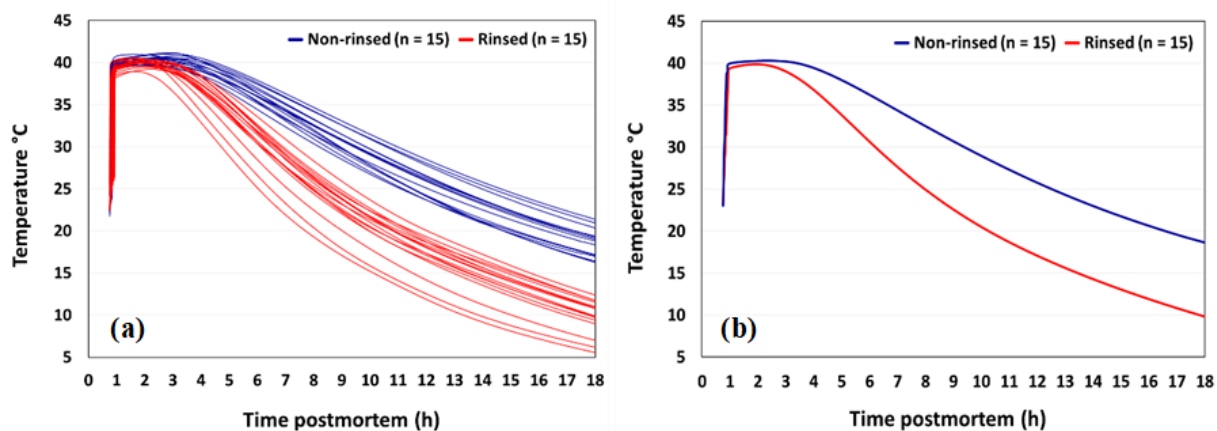 45
Non-rinsed (n = 15) Rinsed (n = 15)
40
35
30
25
20
15
10
5
Temperature °C
(a)
0 1 2 3 4 5 6 7 8 9 10 11 12 13 14 15 16 17 18
Time postmortem (h)
45
Non-rinsed (n = 15) Rinsed (n = 15)
40
35
30
25
20
15
10
5
Temperature °C
(b)
0 1 2 3 4 5 6 7 8 9 10 11 12 13 14 15 16 17 18
Time postmortem (h)